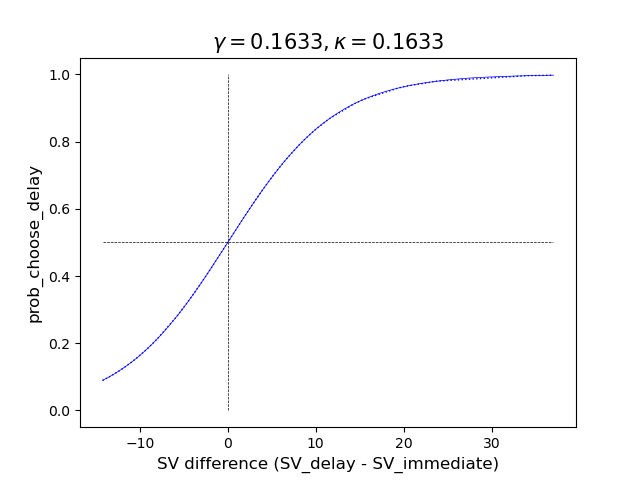 γ = 0.1633, κ = 0.1633
prob_choose_delay
1.0
0.8
0.6
0.4
0.2
0.0
−10 0 10 20 30
SV difference (SV_delay - SV_immediate)